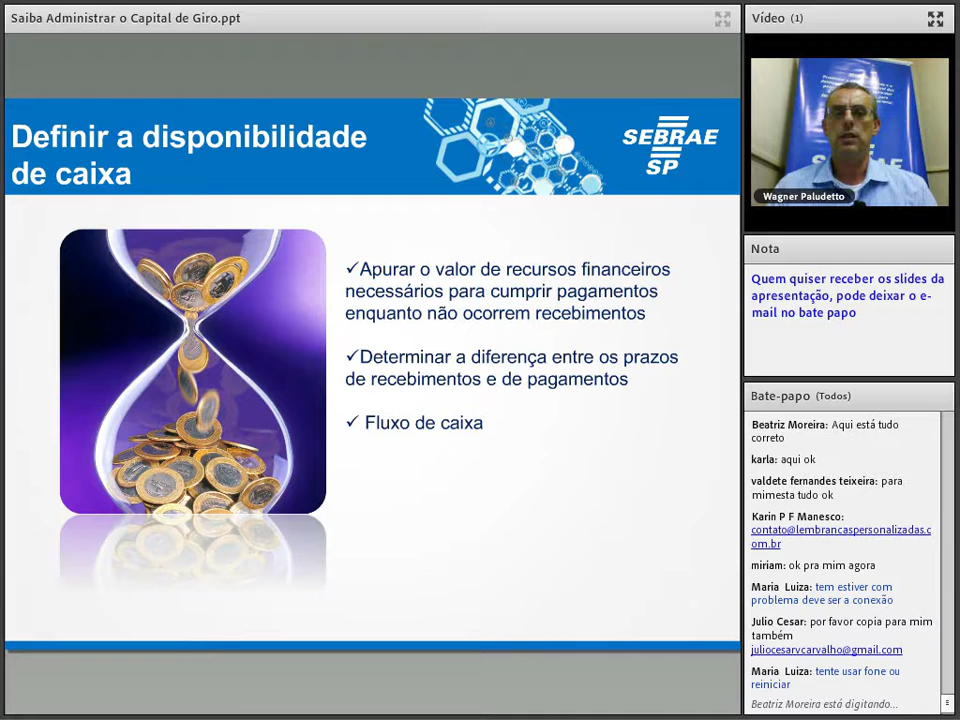 Saiba Administrar o Capital de Giro.ppt
Definir a disponibilidade
de caixa
SEBRAE
SP
✓Apurar o valor de recursos financeiros
necessários para cumprir pagamentos
enquanto não ocorrem recebimentos
✓Determinar a diferença entre os prazos
de recebimentos e de pagamentos
✓ Fluxo de caixa
Vídeo (1)
SEBRAE
Wagner Paludetto
Nota
Quem quiser receber os slides da
apresentação, pode deixar o e-
mail no bate papo
Bate-papo (Todos)
Beatriz Moreira: Aqui está tudo
correto
karla: aqui ok
valdete fernandes teixeira: para
mimesta tudo ok
Karin P F Manesco:
contato@lembrancaspersonalizadas.c
om.br
miriam: ok pra mim agora
Maria Luiza: tem estiver com
problema deve ser a conexão
Julio Cesar: por favor copia para mim
também
juliocesarvcarvalho@gmail.com
Maria Luiza: tente usar fone ou
reiniciar
Beatriz Moreira está digitando...